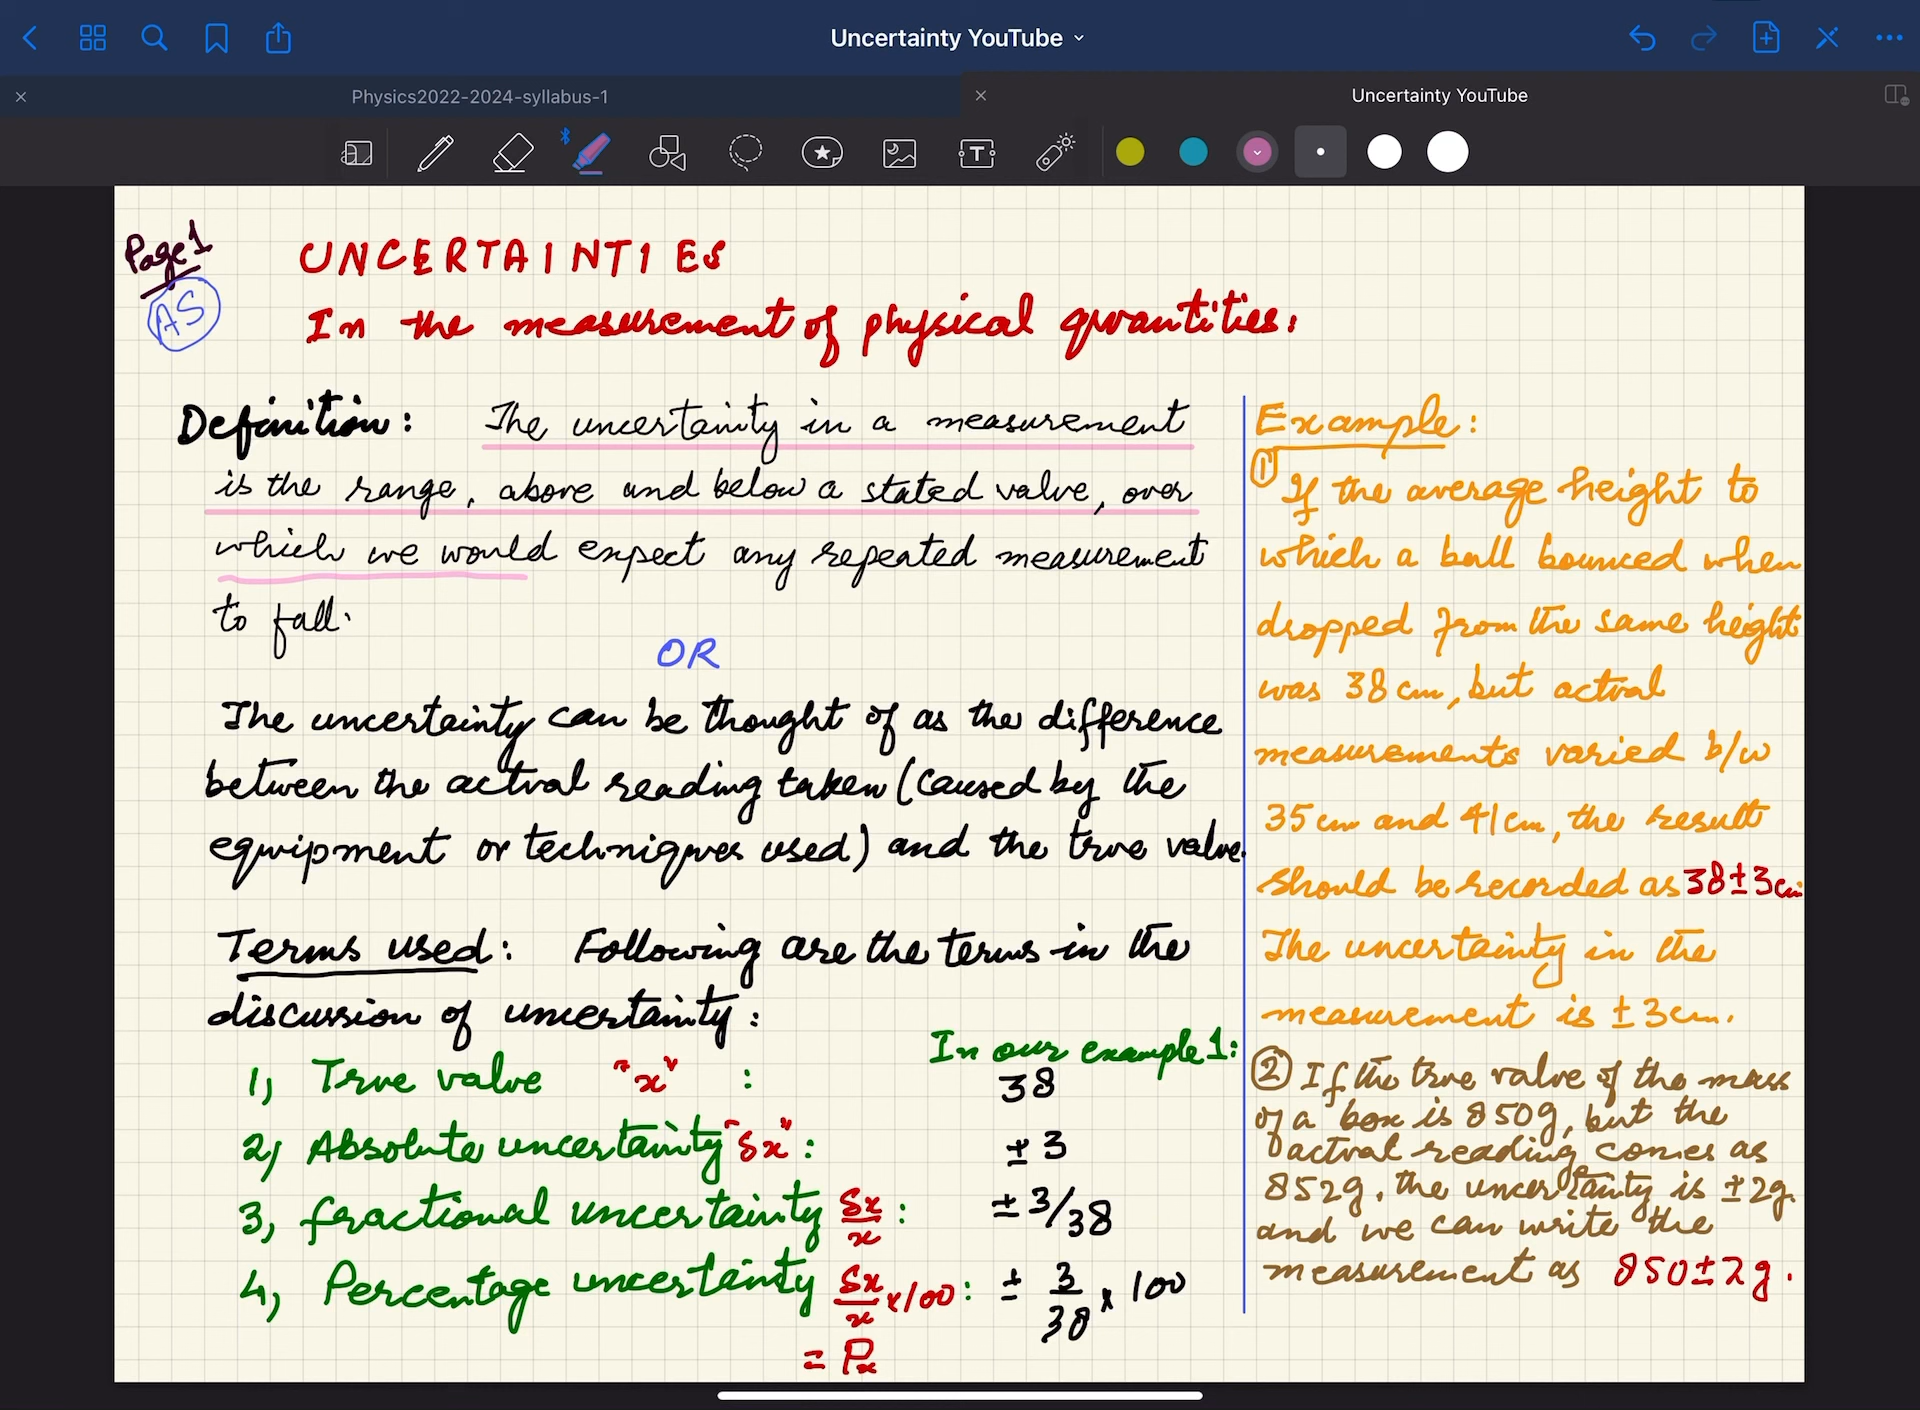 Uncertainty YouTube
Physics2022-2024-syllabus-1
Uncertainty YouTube
T
Page 1
AS
UNCERTAINTIES
In the measurement of physical quantities:
Definition: The uncertainty in a measurement
is the range, above and below a stated value, over
which we would expect any repeated measurement
to fall.
OR
The uncertainty can be thought of as the difference
between the actual reading taken (caused by the
equipment or techniques used) and the true value.
Terms used: Following are the terms in the
discussion of uncertainty:
In our example 1:
1) True value "x" : 38
2) Absolute uncertainty "δx" : ± 3
3) fractional uncertainty δx/x : ± 3/38
4) Percentage uncertainty δx/x × 100 : ± 3/38 × 100
= Px
Example:
① If the average height to
which a ball bounced when
dropped from the same height
was 38 cm, but actual
measurements varied b/w
35 cm and 41 cm, the result
should be recorded as 38±3cm
The uncertainty in the
measurement is ± 3cm.
② If the true value of the mass
of a box is 850g, but the
actual reading comes as
852g, the uncertainty is ±2g.
and we can write the
measurement as 850±2g.